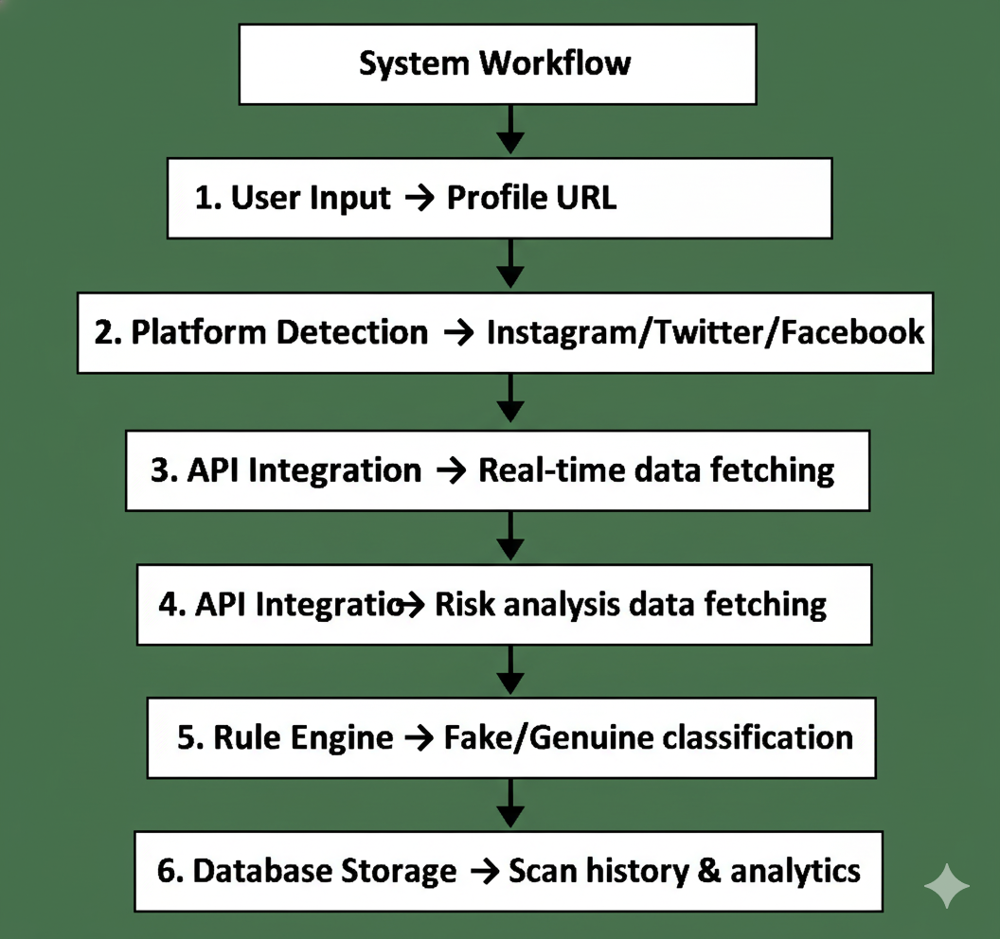 System Workflow
1. User Input → Profile URL
2. Platform Detection → Instagram/Twitter/Facebook
3. API Integration → Real-time data fetching
4. API Integratio→ Risk analysis data fetching
5. Rule Engine → Fake/Genuine classification
6. Database Storage → Scan history & analytics